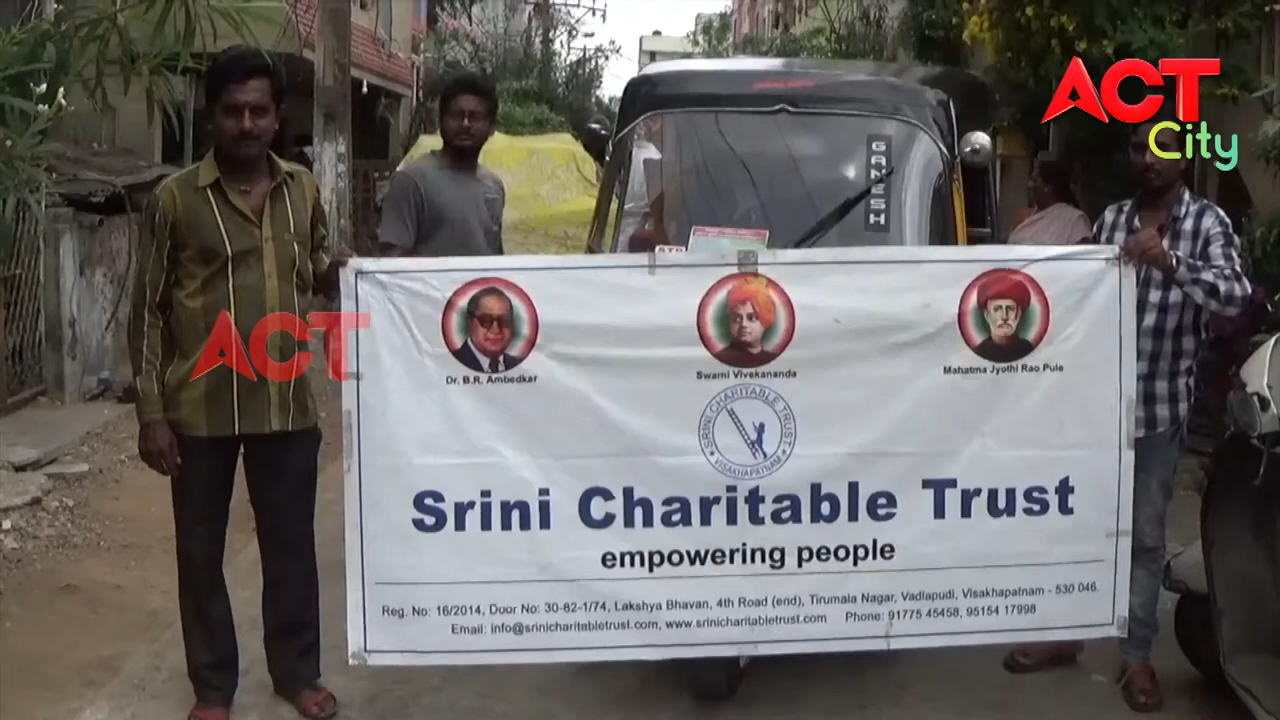 ACT
City
GANESH
ACT
Dr. B.R. Ambedkar
Swami Vivekananda
Mahatma Jyothi Rao Pule
SRINI CHARITABLE TRUST
VISAKHAPATNAM
Srini Charitable Trust
empowering people
Reg. No: 16/2014, Door No: 30-82-1/74, Lakshya Bhavan, 4th Road (end), Tirumala Nagar, Vadlapudi, Visakhapatnam - 530 046.
Email: info@srinicharitabletrust.com, www.srinicharitabletrust.com Phone: 91775 45458, 95154 17998